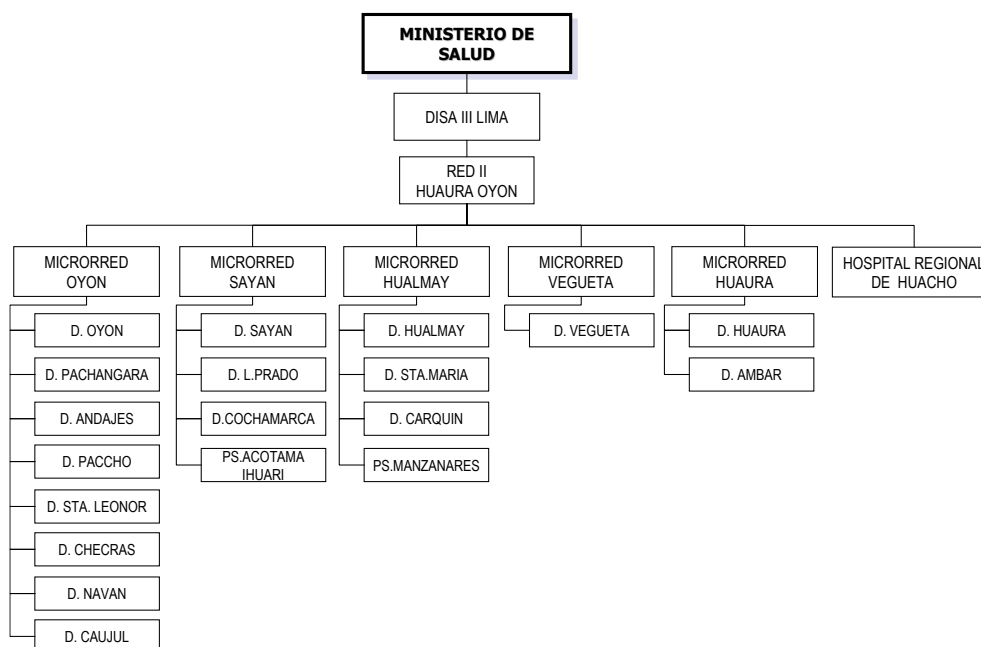 MINISTERIO DE
SALUD
DISA III LIMA
RED II
HUAURA OYON
MICRORRED
OYON
D. OYON
D. PACHANGARA
D. ANDAJES
D. PACCHO
D. STA. LEONOR
D. CHECRAS
D. NAVAN
D. CAUJUL
MICRORRED
SAYAN
D. SAYAN
D. L.PRADO
D.COCHAMARCA
PS.ACOTAMA
IHUARI
MICRORRED
HUALMAY
D. HUALMAY
D. STA.MARIA
D. CARQUIN
PS.MANZANARES
MICRORRED
VEGUETA
D. VEGUETA
MICRORRED
HUAURA
D. HUAURA
D. AMBAR
HOSPITAL REGIONAL
DE HUACHO